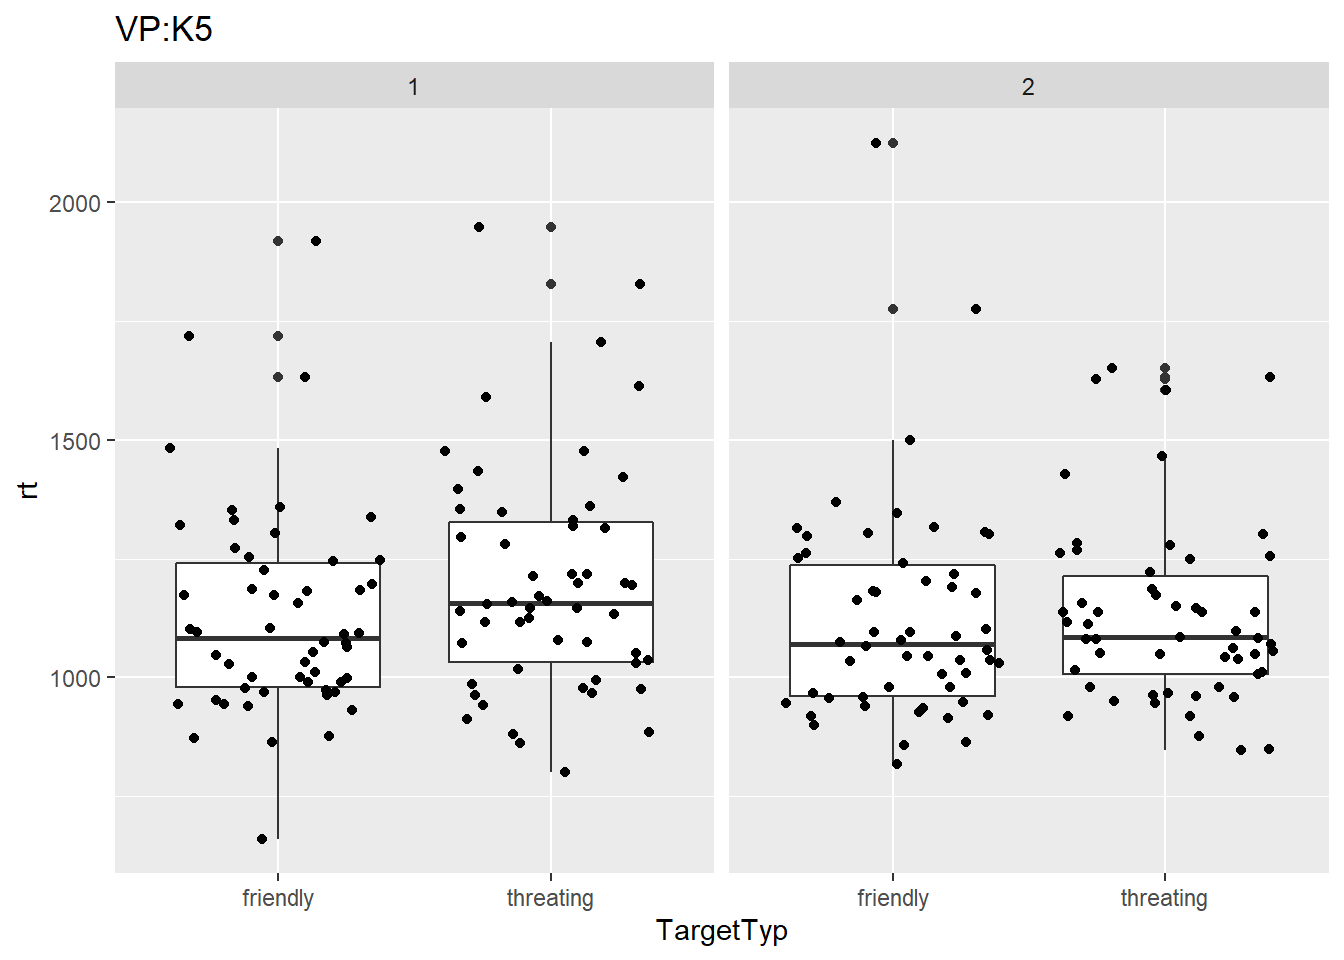 VP:K5
1
2
rt
2000
1500
1000
friendly
threating
friendly
threating
TargetTyp